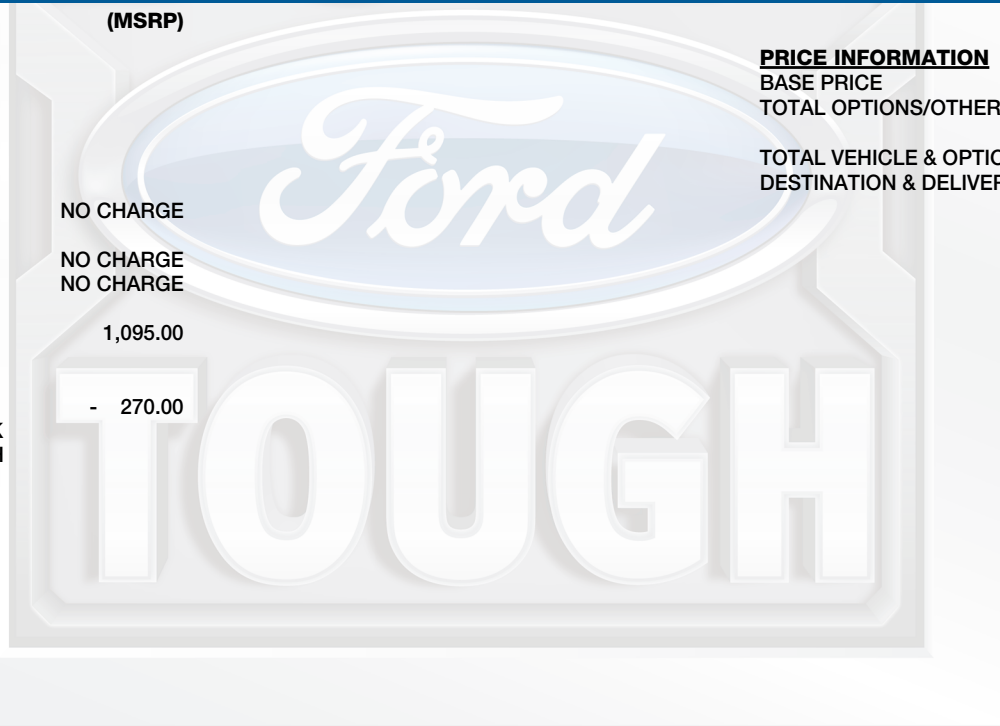 (MSRP)
NO CHARGE
NO CHARGE
NO CHARGE
1,095.00
- 270.00
Ford
TOUGH
PRICE INFORMATION
BASE PRICE
TOTAL OPTIONS/OTHER
TOTAL VEHICLE & OPTIO
DESTINATION & DELIVER